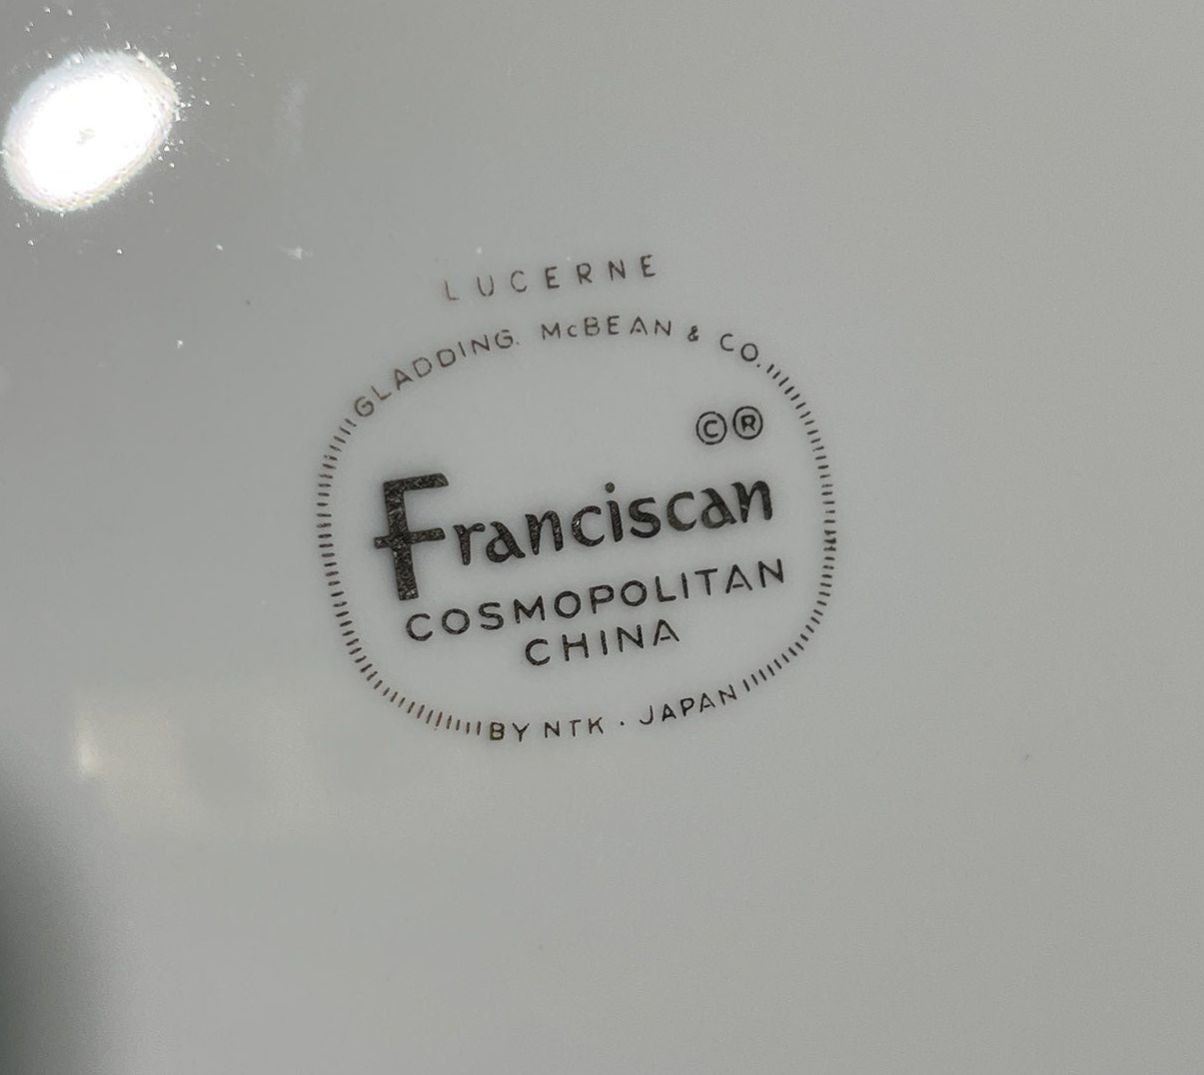 LUCERNE
GLADDING. McBEAN & CO.
©®
Franciscan
COSMOPOLITAN
CHINA
BY NTK · JAPAN